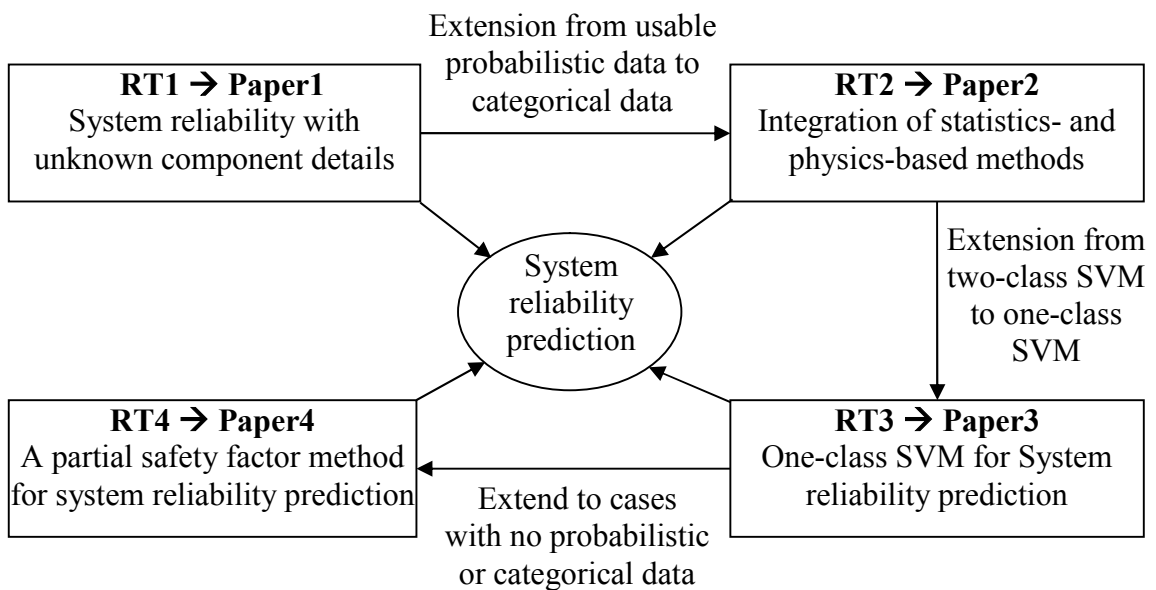 Extension from usable
probabilistic data to
categorical data
RT1 → Paper1
System reliability with
unknown component details
RT2 → Paper2
Integration of statistics- and
physics-based methods
Extension from
two-class SVM
to one-class
SVM
System
reliability
prediction
RT4 → Paper4
A partial safety factor method
for system reliability prediction
RT3 → Paper3
One-class SVM for System
reliability prediction
Extend to cases
with no probabilistic
or categorical data